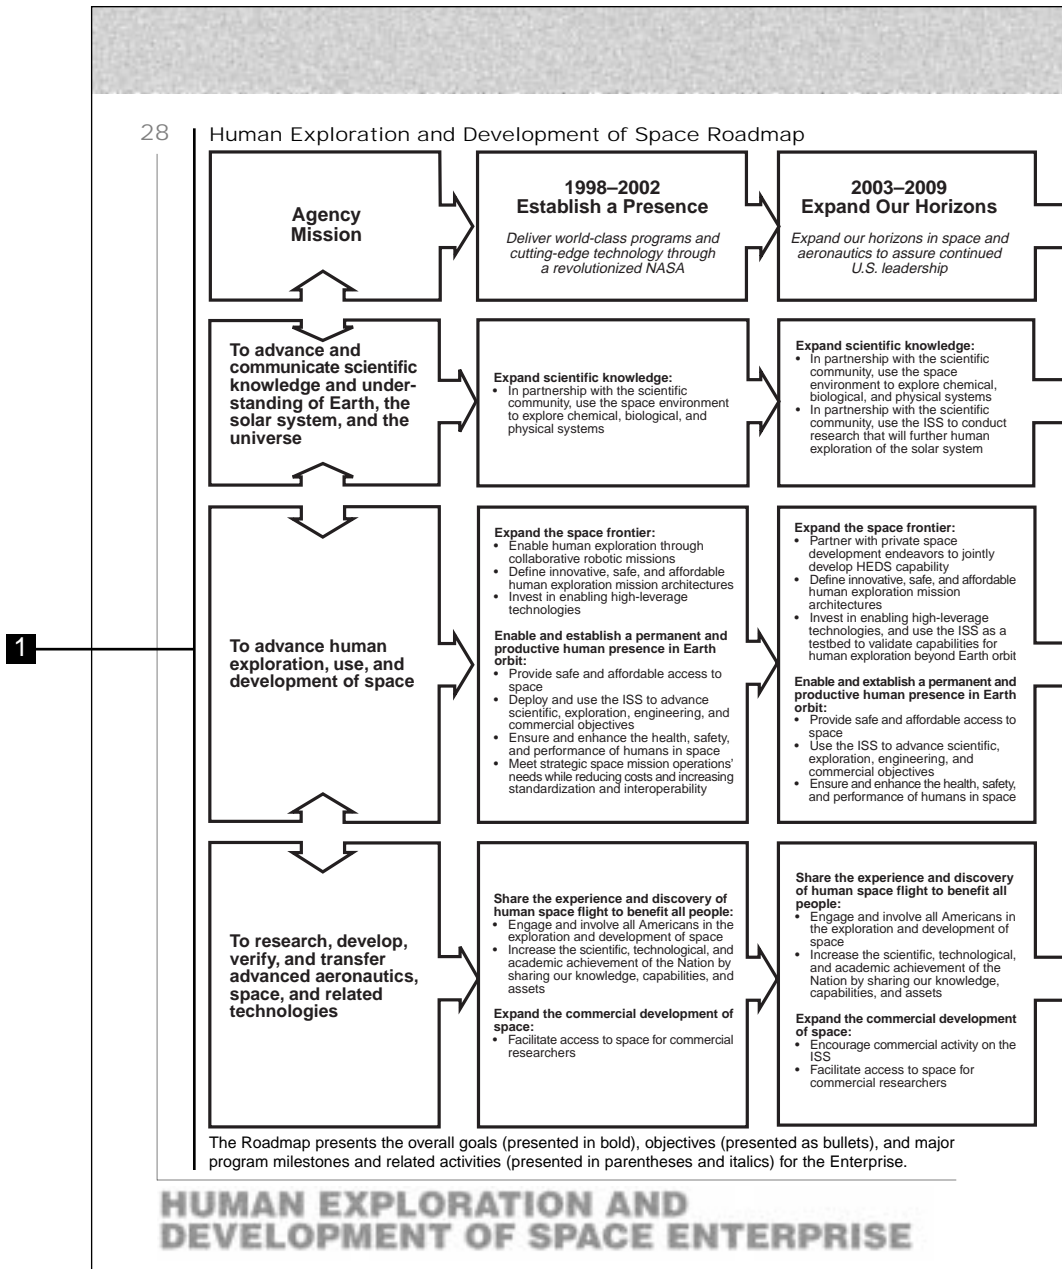 28
Human Exploration and Development of Space Roadmap
Agency
Mission
1998–2002
Establish a Presence
Deliver world-class programs and
cutting-edge technology through
a revolutionized NASA
2003–2009
Expand Our Horizons
Expand our horizons in space and
aeronautics to assure continued
U.S. leadership
To advance and
communicate scientific
knowledge and under-
standing of Earth, the
solar system, and the
universe
Expand scientific knowledge:
• In partnership with the scientific
community, use the space environment
to explore chemical, biological, and
physical systems
Expand scientific knowledge:
• In partnership with the scientific
community, use the space
environment to explore chemical,
biological, and physical systems
• In partnership with the scientific
community, use the ISS to conduct
research that will further human
exploration of the solar system
1
To advance human
exploration, use, and
development of space
Expand the space frontier:
• Enable human exploration through
collaborative robotic missions
• Define innovative, safe, and affordable
human exploration mission architectures
• Invest in enabling high-leverage
technologies
Enable and establish a permanent and
productive human presence in Earth
orbit:
• Provide safe and affordable access to
space
• Deploy and use the ISS to advance
scientific, exploration, engineering, and
commercial objectives
• Ensure and enhance the health, safety,
and performance of humans in space
• Meet strategic space mission operations'
needs while reducing costs and increasing
standardization and interoperability
Expand the space frontier:
• Partner with private space
development endeavors to jointly
develop HEDS capability
• Define innovative, safe, and affordable
human exploration mission
architectures
• Invest in enabling high-leverage
technologies, and use the ISS as a
testbed to validate capabilities for
human exploration beyond Earth orbit
Enable and establish a permanent and
productive human presence in Earth
orbit:
• Provide safe and affordable access to
space
• Use the ISS to advance scientific,
exploration, engineering, and
commercial objectives
• Ensure and enhance the health, safety,
and performance of humans in space
To research, develop,
verify, and transfer
advanced aeronautics,
space, and related
technologies
Share the experience and discovery of
human space flight to benefit all people:
• Engage and involve all Americans in the
exploration and development of space
• Increase the scientific, technological, and
academic achievement of the Nation by
sharing our knowledge, capabilities, and
assets
Expand the commercial development of
space:
• Facilitate access to space for commercial
researchers
Share the experience and discovery
of human space flight to benefit all
people:
• Engage and involve all Americans in
the exploration and development of
space
• Increase the scientific, technological,
and academic achievement of the
Nation by sharing our knowledge,
capabilities, and assets
Expand the commercial development
of space:
• Encourage commercial activity on the
ISS
• Facilitate access to space for
commercial researchers
The Roadmap presents the overall goals (presented in bold), objectives (presented as bullets), and major
program milestones and related activities (presented in parentheses and italics) for the Enterprise.
HUMAN EXPLORATION AND
DEVELOPMENT OF SPACE ENTERPRISE